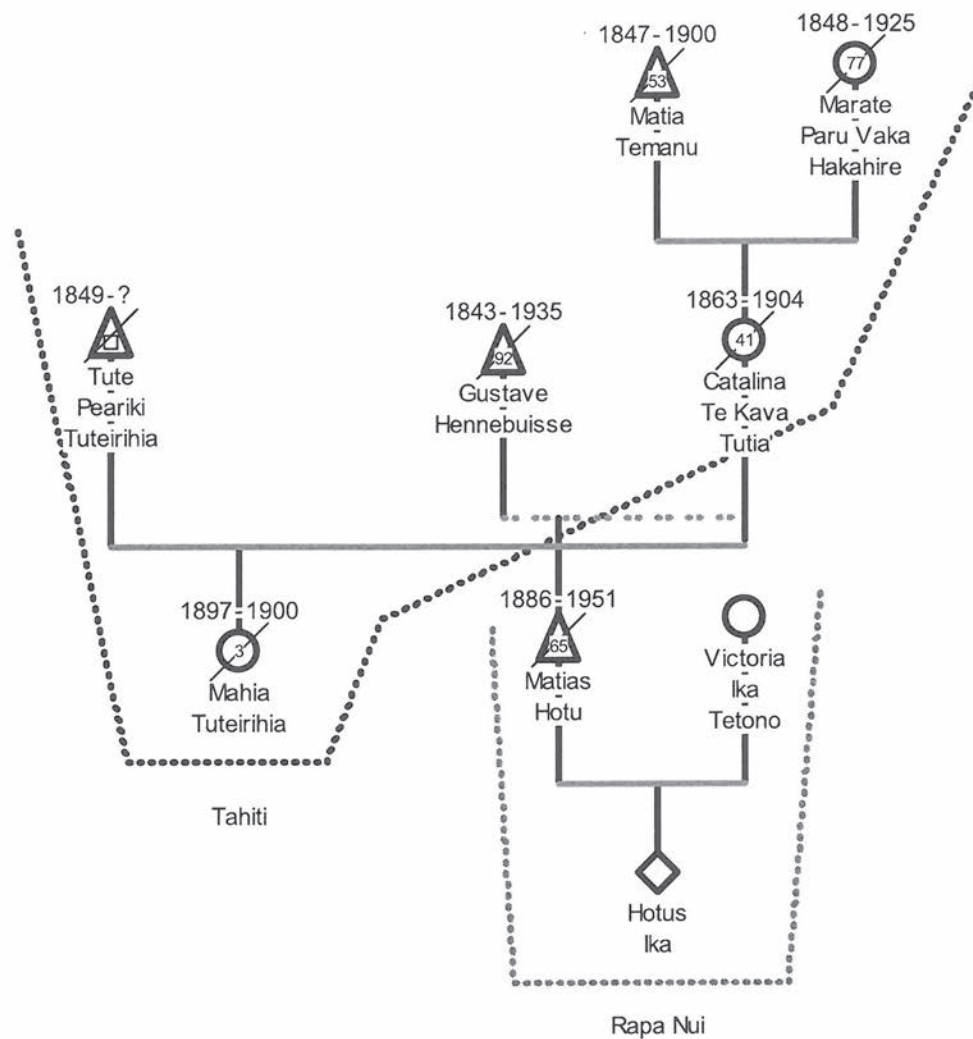 1847-1900
53
Matia
Temanu
1848-1925
77
Marate
Paru Vaka
Hakahire
1849-?
Tute
Peariki
Tuteirihia
1843-1935
92
Gustave
Hennebuisse
1863-1904
41
Catalina
Te Kava
Tutia'
1897-1900
3
Mahia
Tuteirihia
1886-1951
65
Matias
Hotu
Victoria
Ika
Tetono
Tahiti
Hotus
Ika
Rapa Nui